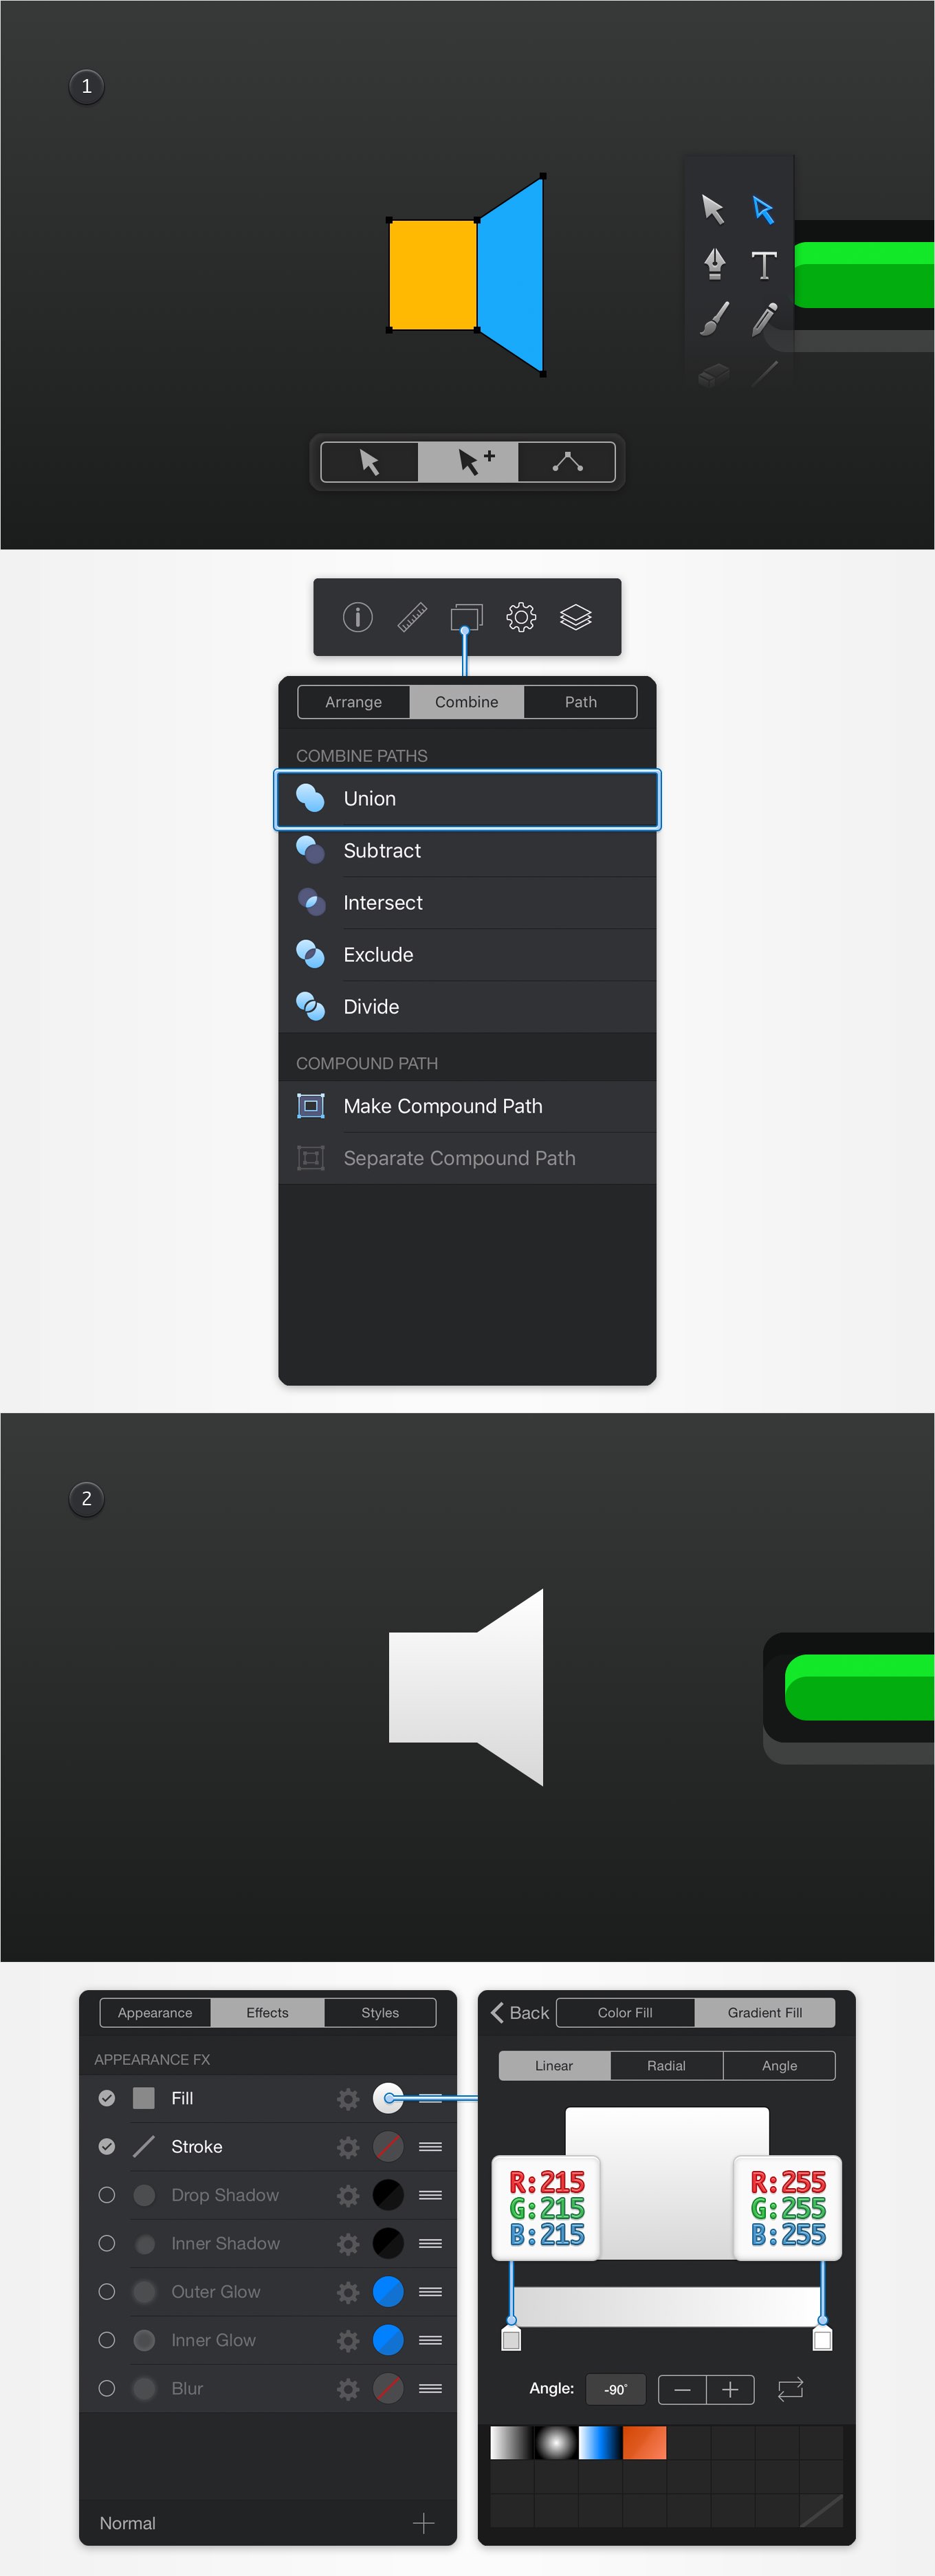 1
T
i
Arrange Combine Path
COMBINE PATHS
Union
Subtract
Intersect
Exclude
Divide
COMPOUND PATH
Make Compound Path
Separate Compound Path
2
Appearance Effects Styles
APPEARANCE FX
Fill
Stroke
Drop Shadow
Inner Shadow
Outer Glow
Inner Glow
Blur
Normal
Back Color Fill Gradient Fill
Linear Radial Angle
R:215
G:215
B:215
R:255
G:255
B:255
Angle: -90°